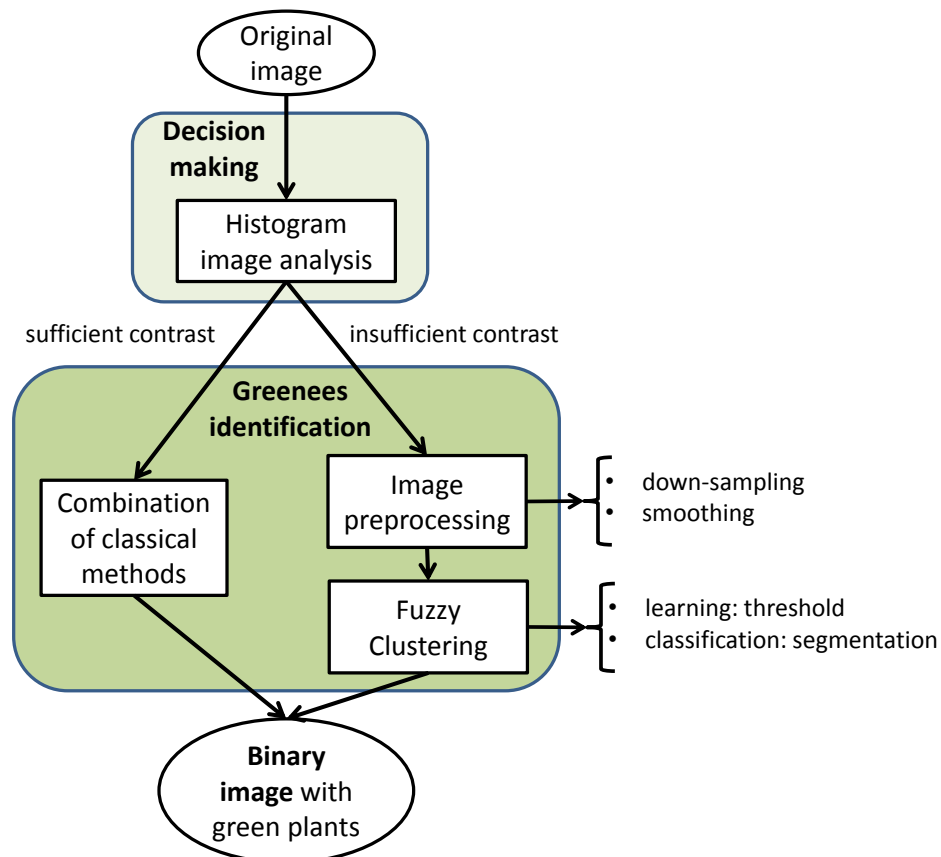 Original
image
Decision
making
Histogram
image analysis
sufficient contrast
insufficient contrast
Greenees
identification
Combination
of classical
methods
Image
preprocessing
• down-sampling
• smoothing
Fuzzy
Clustering
• learning: threshold
• classification: segmentation
Binary
image with
green plants